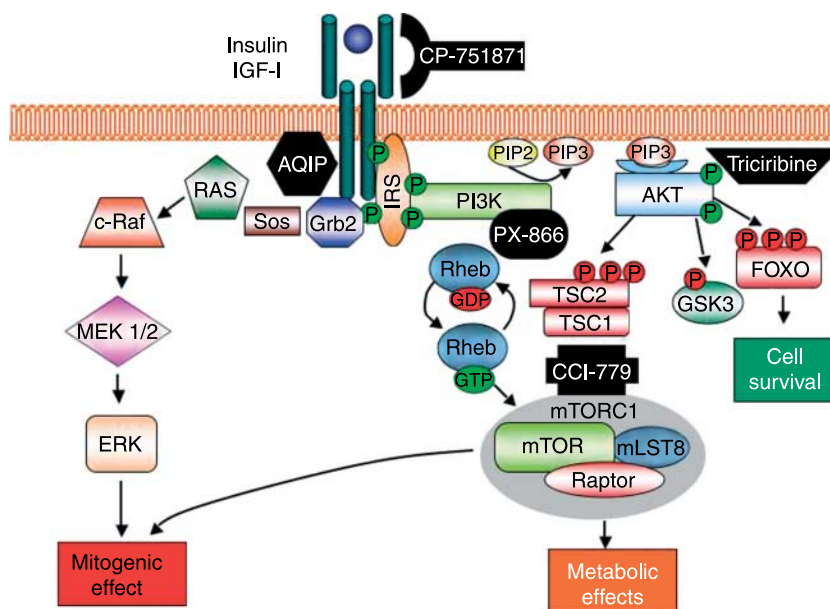 Insulin
IGF-I
CP-751871
AQIP
RAS
c-Raf
Sos
Grb2
P
P
IRS
P
P
PI3K
PX-866
PIP2
PIP3
PIP3
AKT
P
P
Triciribine
MEK 1/2
ERK
Mitogenic
effect
Rheb
GDP
Rheb
GTP
P P P
TSC2
TSC1
P
GSK3
P P P
FOXO
Cell
survival
CCI-779
mTORC1
mTOR
mLST8
Raptor
Metabolic
effects